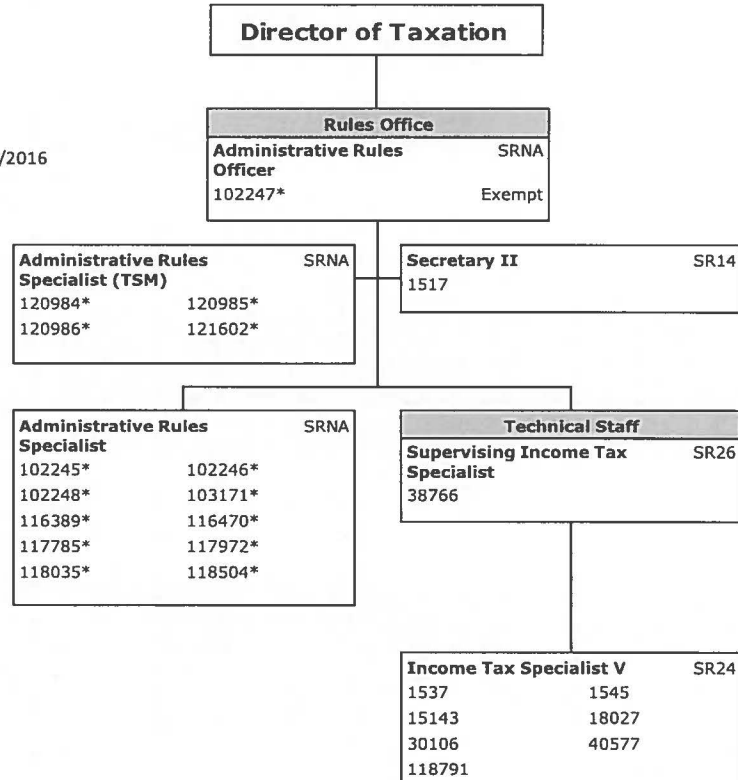 Director of Taxation
/2016
Rules Office
Administrative Rules Officer SRNA
102247* Exempt
Administrative Rules Specialist (TSM) SRNA
120984* 120985*
120986* 121602*
Secretary II SR14
1517
Administrative Rules Specialist SRNA
102245* 102246*
102248* 103171*
116389* 116470*
117785* 117972*
118035* 118504*
Technical Staff
Supervising Income Tax Specialist SR26
38766
Income Tax Specialist V SR24
1537 1545
15143 18027
30106 40577
118791